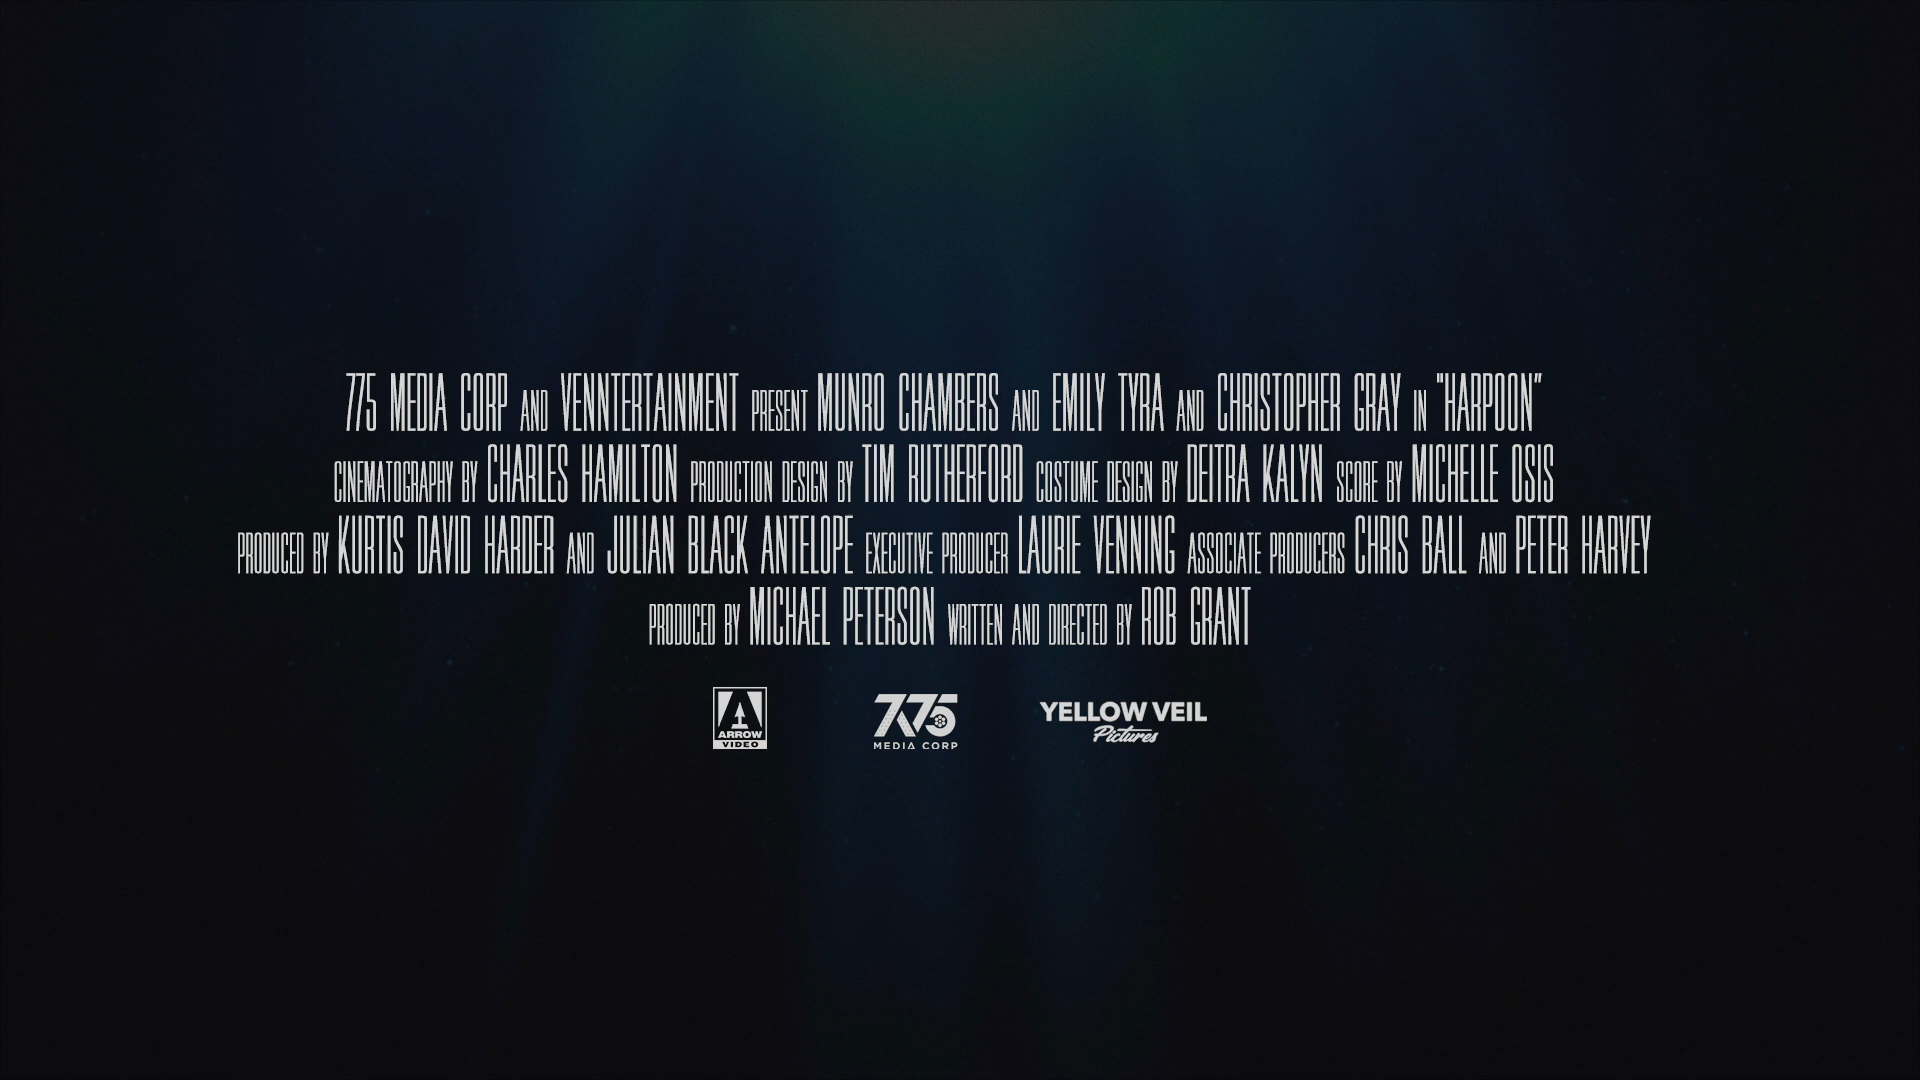 775 MEDIA CORP AND VENNTERTAINMENT PRESENT MUNRO CHAMBERS AND EMILY TYRA AND CHRISTOPHER GRAY IN "HARPOON"
CINEMATOGRAPHY BY CHARLES HAMILTON PRODUCTION DESIGN BY TIM RUTHERFORD COSTUME DESIGN BY DEITRA KALYN SCORE BY MICHELLE OSIS
PRODUCED BY KURTIS DAVID HARDER AND JULIAN BLACK ANTELOPE EXECUTIVE PRODUCER LAURIE VENNING ASSOCIATE PRODUCERS CHRIS BALL AND PETER HARVEY
PRODUCED BY MICHAEL PETERSON WRITTEN AND DIRECTED BY ROB GRANT
A
ARROW
VIDEO
775
MEDIA CORP
YELLOW VEIL
Pictures